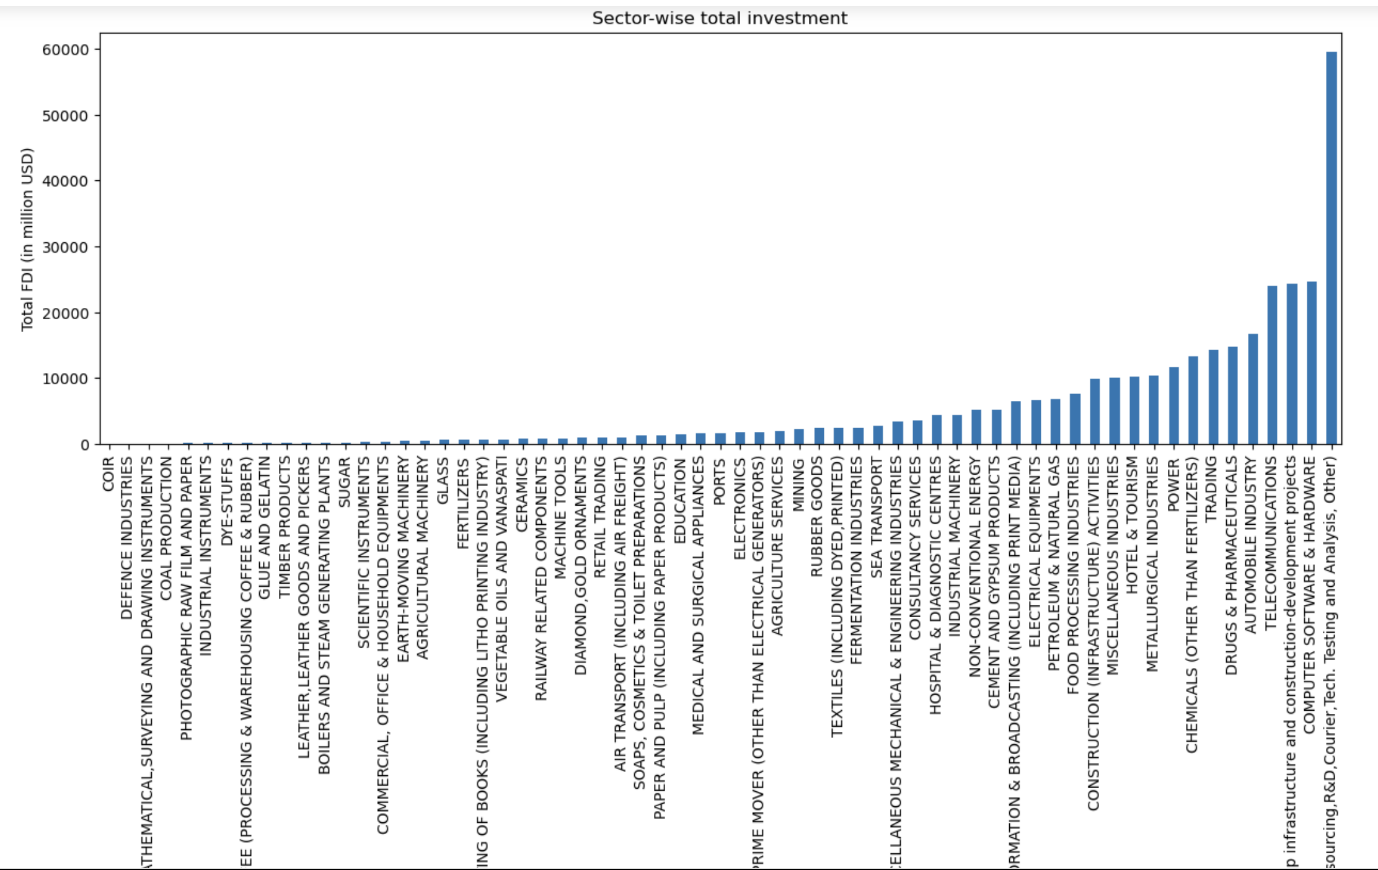 Sector-wise total investment
Total FDI (in million USD)
60000
50000
40000
30000
20000
10000
0
COIR
DEFENCE INDUSTRIES
ATHEMATICAL,SURVEYING AND DRAWING INSTRUMENTS
COAL PRODUCTION
PHOTOGRAPHIC RAW FILM AND PAPER
INDUSTRIAL INSTRUMENTS
DYE-STUFFS
EE (PROCESSING & WAREHOUSING COFFEE & RUBBER)
GLUE AND GELATIN
TIMBER PRODUCTS
LEATHER,LEATHER GOODS AND PICKERS
BOILERS AND STEAM GENERATING PLANTS
SUGAR
SCIENTIFIC INSTRUMENTS
COMMERCIAL, OFFICE & HOUSEHOLD EQUIPMENTS
EARTH-MOVING MACHINERY
AGRICULTURAL MACHINERY
GLASS
FERTILIZERS
ING OF BOOKS (INCLUDING LITHO PRINTING INDUSTRY)
VEGETABLE OILS AND VANASPATI
CERAMICS
RAILWAY RELATED COMPONENTS
MACHINE TOOLS
DIAMOND,GOLD ORNAMENTS
RETAIL TRADING
AIR TRANSPORT (INCLUDING AIR FREIGHT)
SOAPS, COSMETICS & TOILET PREPARATIONS
PAPER AND PULP (INCLUDING PAPER PRODUCTS)
EDUCATION
MEDICAL AND SURGICAL APPLIANCES
PORTS
ELECTRONICS
PRIME MOVER (OTHER THAN ELECTRICAL GENERATORS)
AGRICULTURE SERVICES
MINING
RUBBER GOODS
TEXTILES (INCLUDING DYED,PRINTED)
FERMENTATION INDUSTRIES
SEA TRANSPORT
ELLANEOUS MECHANICAL & ENGINEERING INDUSTRIES
CONSULTANCY SERVICES
HOSPITAL & DIAGNOSTIC CENTRES
INDUSTRIAL MACHINERY
NON-CONVENTIONAL ENERGY
CEMENT AND GYPSUM PRODUCTS
ORMATION & BROADCASTING (INCLUDING PRINT MEDIA)
ELECTRICAL EQUIPMENTS
PETROLEUM & NATURAL GAS
FOOD PROCESSING INDUSTRIES
CONSTRUCTION (INFRASTRUCTURE) ACTIVITIES
MISCELLANEOUS INDUSTRIES
HOTEL & TOURISM
METALLURGICAL INDUSTRIES
POWER
CHEMICALS (OTHER THAN FERTILIZERS)
TRADING
DRUGS & PHARMACEUTICALS
AUTOMOBILE INDUSTRY
TELECOMMUNICATIONS
p infrastructure and construction-development projects
COMPUTER SOFTWARE & HARDWARE
sourcing,R&D,Courier,Tech. Testing and Analysis, Other)